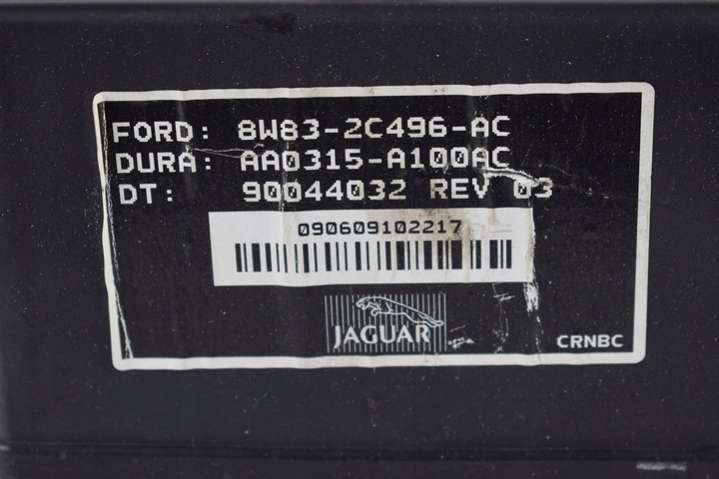 FORD: 8W83-2C496-AC
DURA: AA0315-A100AC
DT: 90044032 REV 03
090609102217
JAGUAR
CRNBC